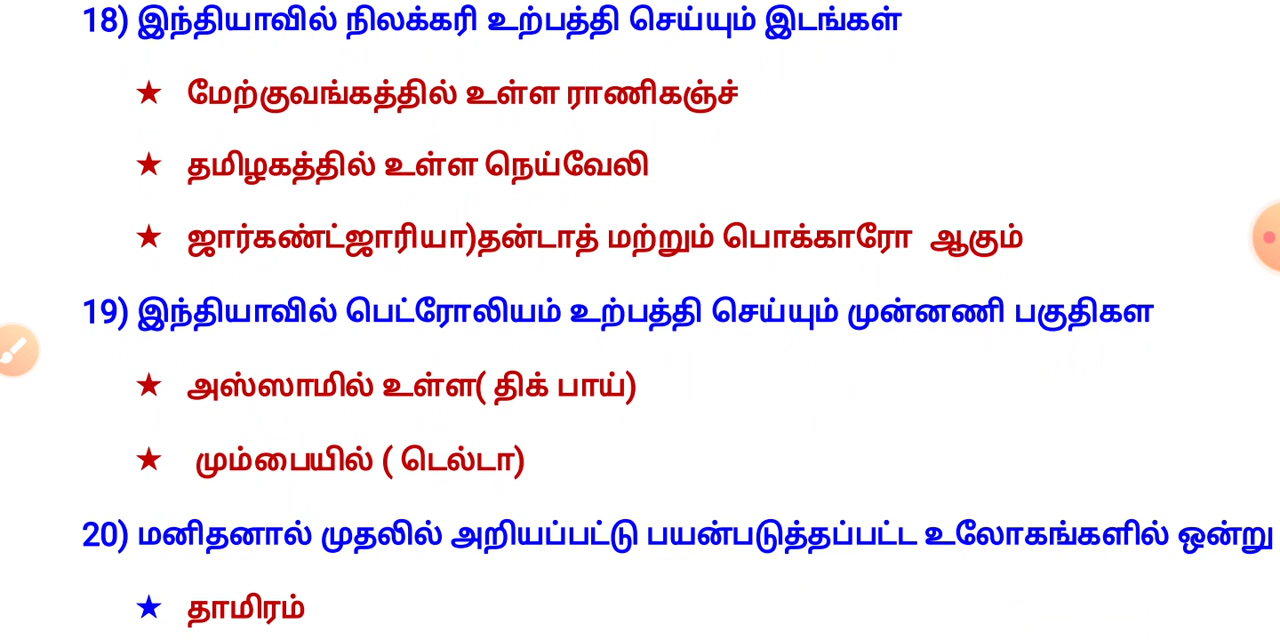 18) இந்தியாவில் நிலக்கரி உற்பத்தி செய்யும் இடங்கள்
★ மேற்குவங்கத்தில் உள்ள ராணிகஞ்ச்
★ தமிழகத்தில் உள்ள நெய்வேலி
★ ஜார்கண்ட்ஜாரியா)தன்டாத் மற்றும் பொக்காரோ ஆகும்
19) இந்தியாவில் பெட்ரோலியம் உற்பத்தி செய்யும் முன்னணி பகுதிகள
★ அஸ்ஸாமில் உள்ள( திக் பாய்)
★ மும்பையில் ( டெல்டா)
20) மனிதனால் முதலில் அறியப்பட்டு பயன்படுத்தப்பட்ட உலோகங்களில் ஒன்று
★ தாமிரம்